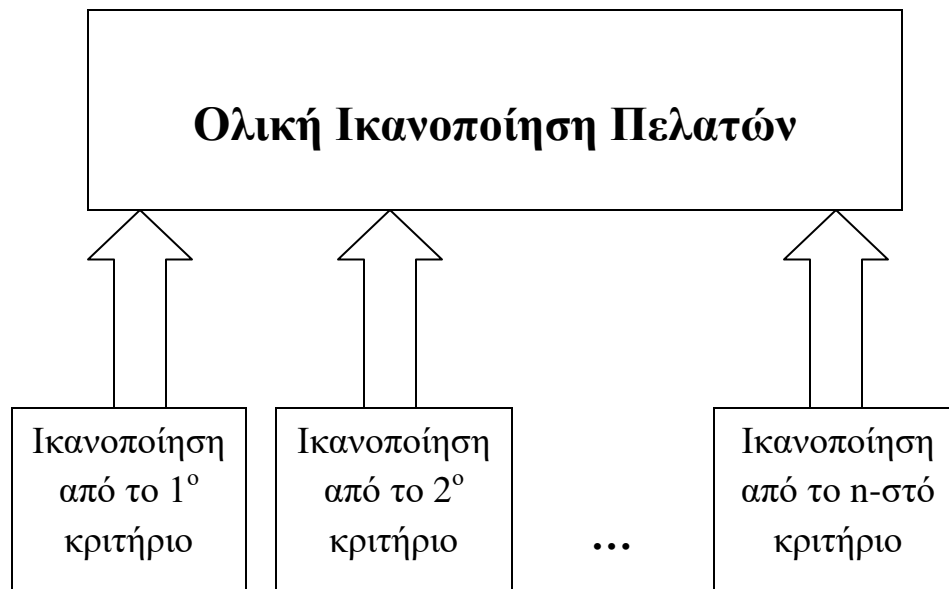 Ολική Ικανοποίηση Πελατών
Ικανοποίηση
από το 1ο
κριτήριο
Ικανοποίηση
από το 2ο
κριτήριο
...
Ικανοποίηση
από το n-στό
κριτήριο